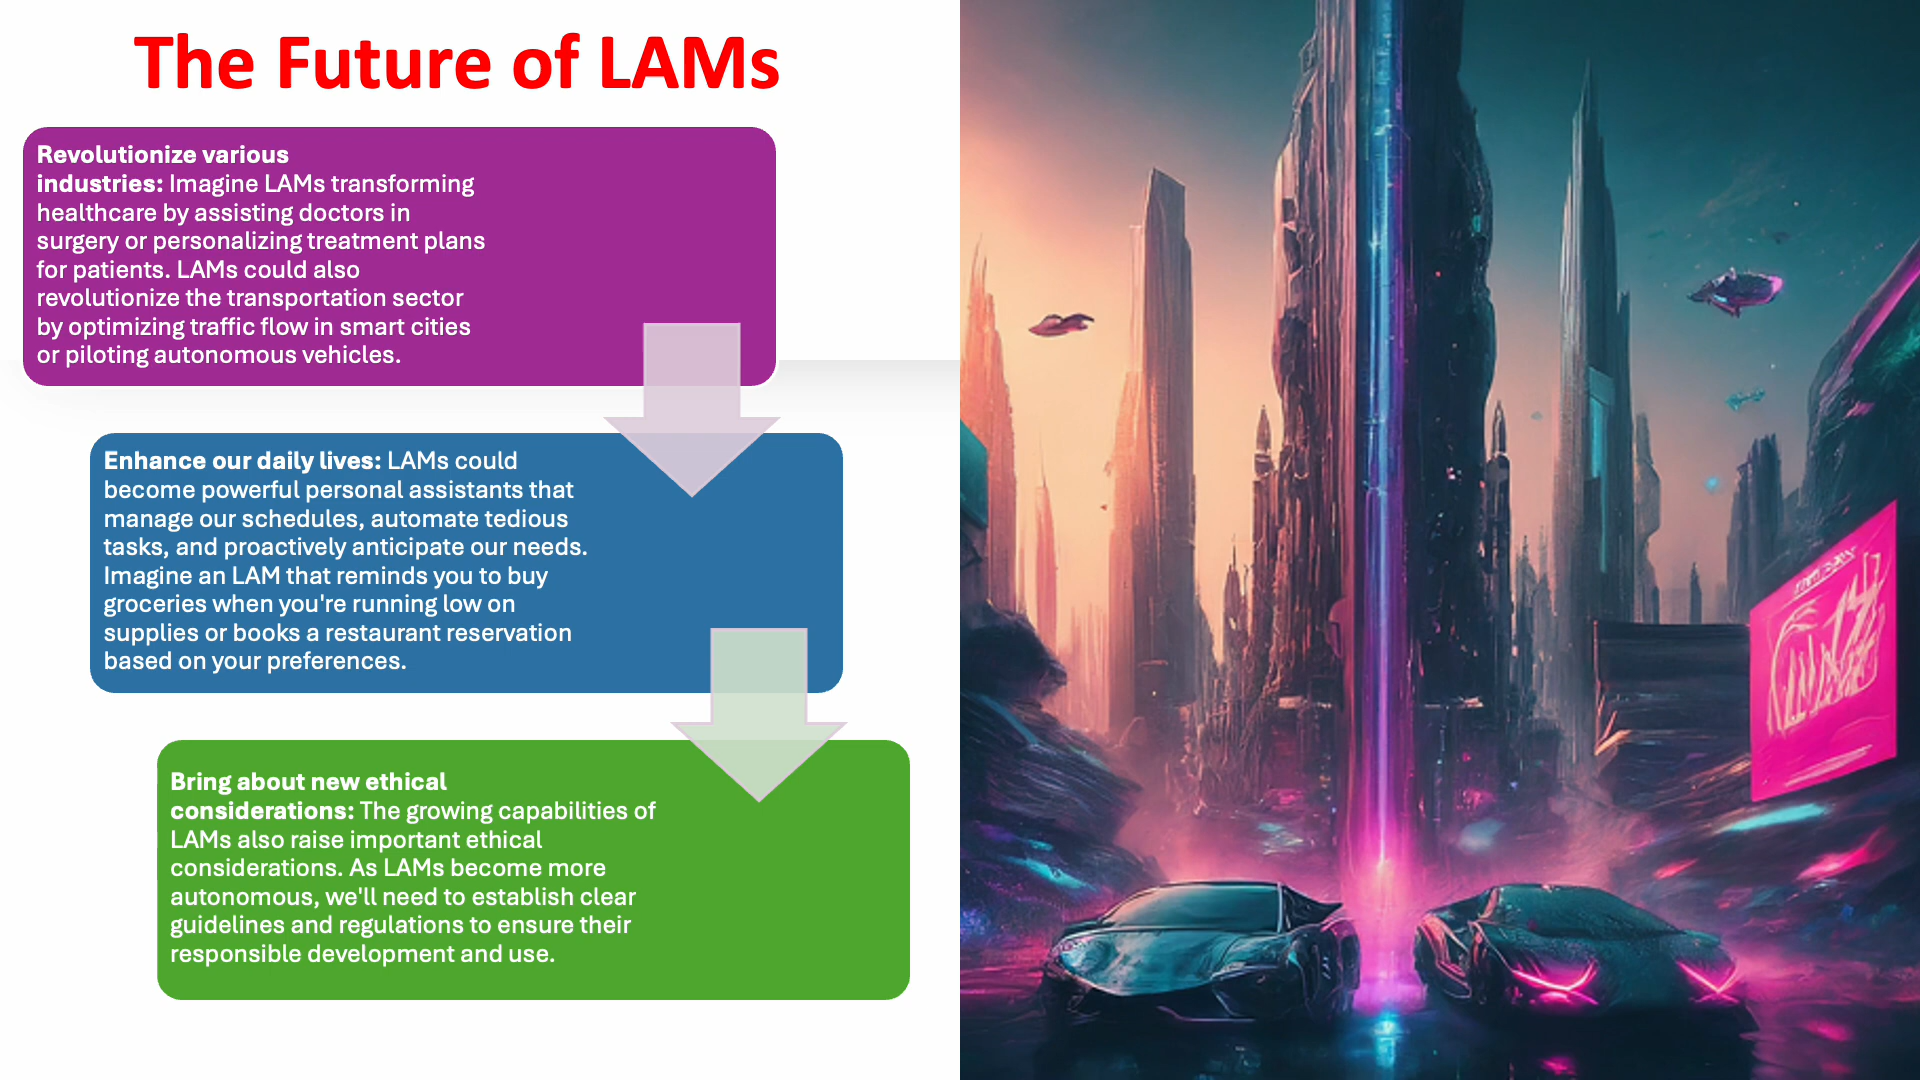 The Future of LAMs
Revolutionize various
industries: Imagine LAMs transforming
healthcare by assisting doctors in
surgery or personalizing treatment plans
for patients. LAMs could also
revolutionize the transportation sector
by optimizing traffic flow in smart cities
or piloting autonomous vehicles.
Enhance our daily lives: LAMs could
become powerful personal assistants that
manage our schedules, automate tedious
tasks, and proactively anticipate our needs.
Imagine an LAM that reminds you to buy
groceries when you're running low on
supplies or books a restaurant reservation
based on your preferences.
Bring about new ethical
considerations: The growing capabilities of
LAMs also raise important ethical
considerations. As LAMs become more
autonomous, we'll need to establish clear
guidelines and regulations to ensure their
responsible development and use.